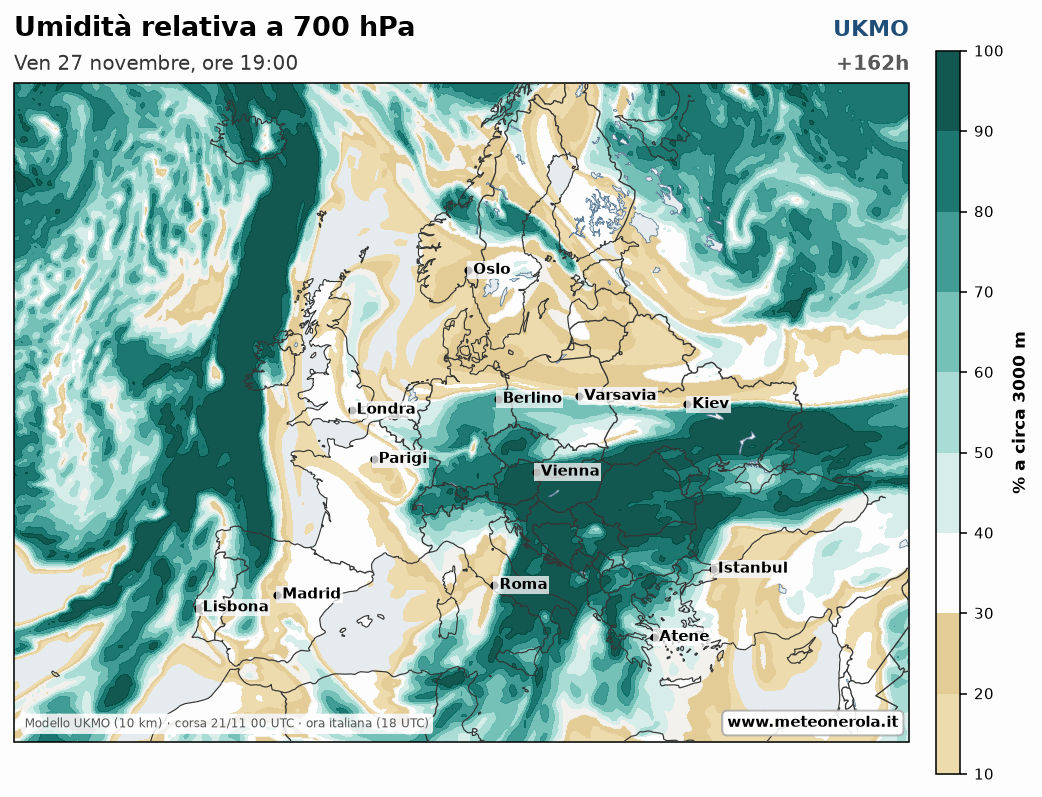 Umidità relativa a 700 hPa
UKMO
Ven 27 novembre, ore 19:00
+162h
100
90
80
70
60
50
40
30
20
10
% a circa 3000 m
Oslo
Londra
Berlino
Varsavia
Kiev
Parigi
Vienna
Istanbul
Roma
Madrid
Lisbona
Atene
Modello UKMO (10 km) · corsa 21/11 00 UTC · ora italiana (18 UTC)
www.meteonerola.it